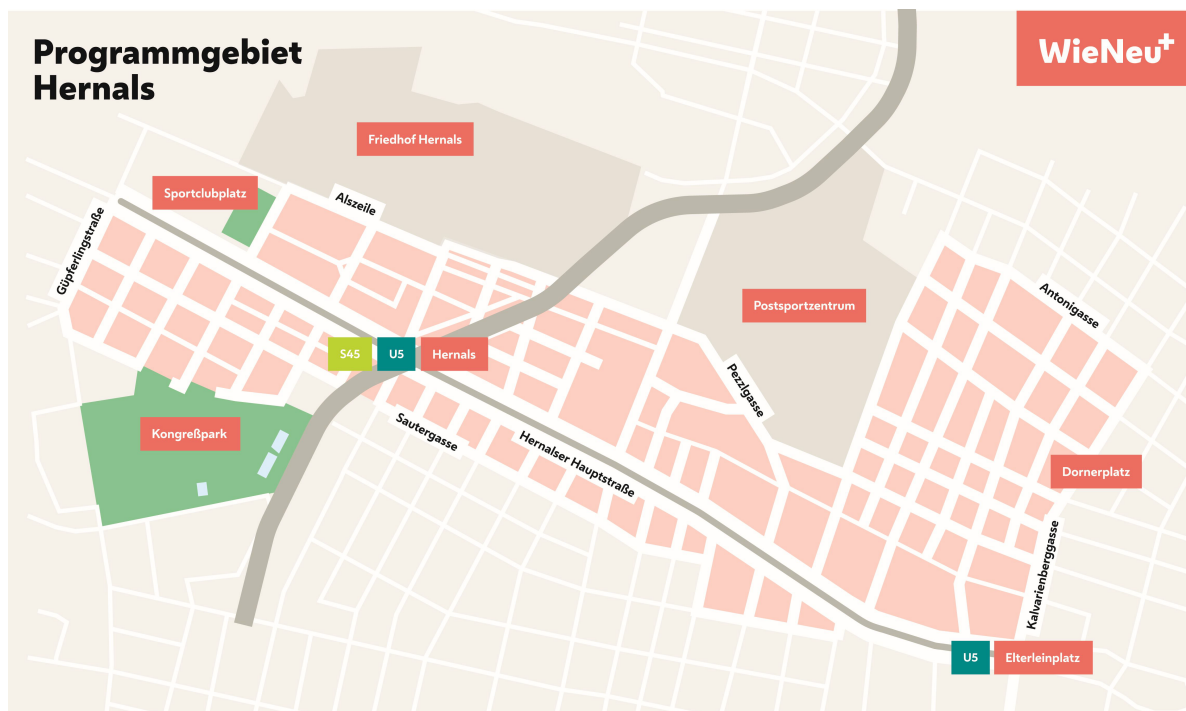 Programmgebiet
Hernals
WieNeu+
Friedhof Hernals
Sportclubplatz
Alszeile
Güpferlingstraße
Postsportzentrum
Antonigasse
S45
U5
Hernals
Pezzlgasse
Kongreßpark
Sautergasse
Hernalser Hauptstraße
Dornerplatz
Kalvarienberggasse
U5
Elterleinplatz